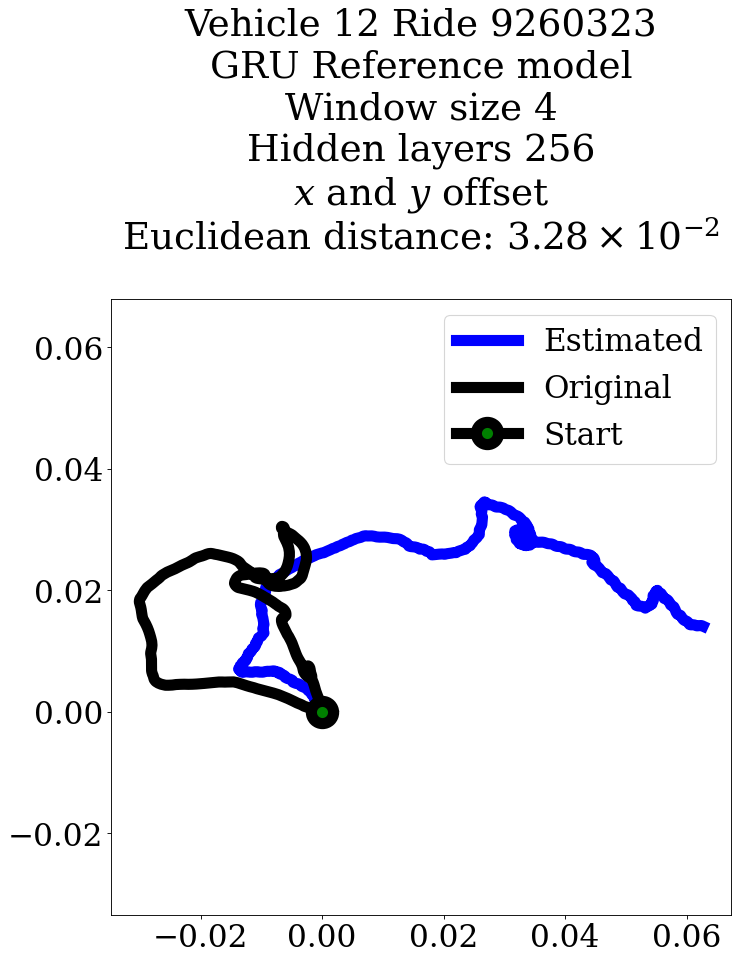 Vehicle 12 Ride 9260323
GRU Reference model
Window size 4
Hidden layers 256
x and y offset
Euclidean distance: 3.28 × 10⁻²
Estimated
Original
Start
0.06
0.04
0.02
0.00
−0.02
−0.02 0.00 0.02 0.04 0.06